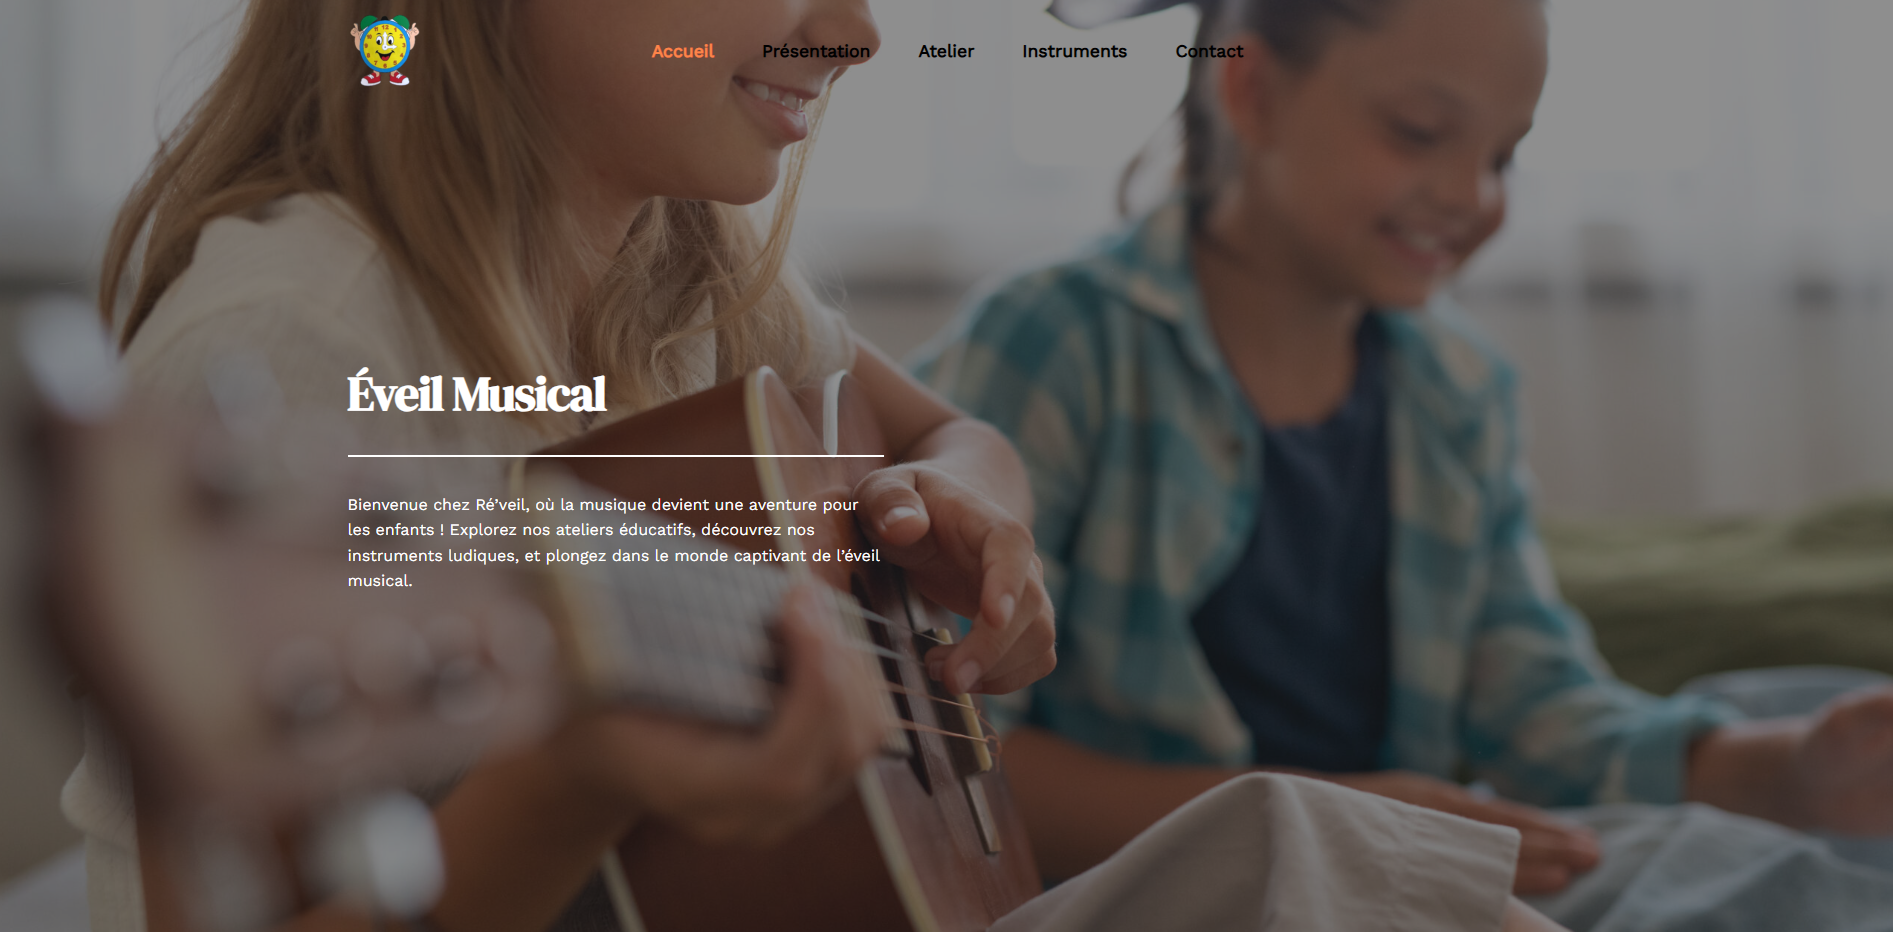 Accueil Présentation Atelier Instruments Contact
Éveil Musical
Bienvenue chez Ré’veil, où la musique devient une aventure pour
les enfants ! Explorez nos ateliers éducatifs, découvrez nos
instruments ludiques, et plongez dans le monde captivant de l’éveil
musical.